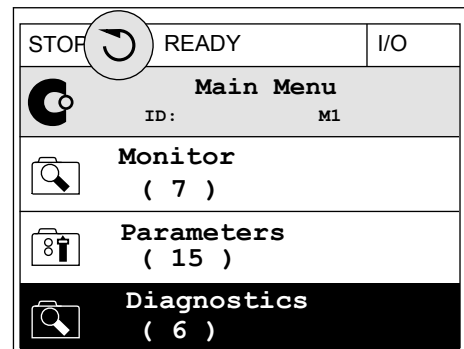 STOP READY I/O
Main Menu
ID: M1
Monitor
( 7 )
Parameters
( 15 )
Diagnostics
( 6 )